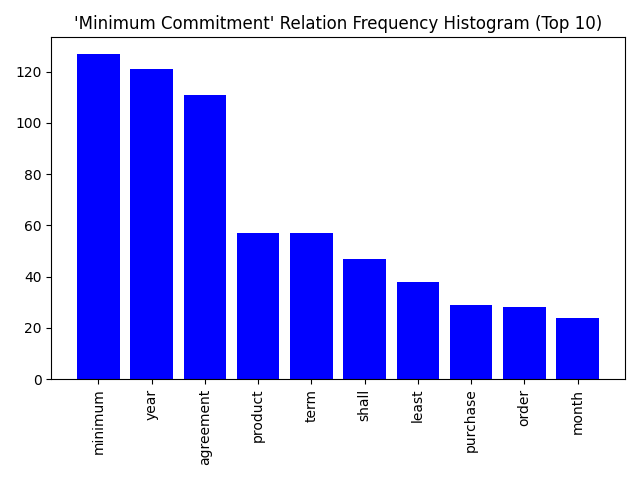 'Minimum Commitment' Relation Frequency Histogram (Top 10)
120
100
80
60
40
20
0
minimum
year
agreement
product
term
shall
least
purchase
order
month